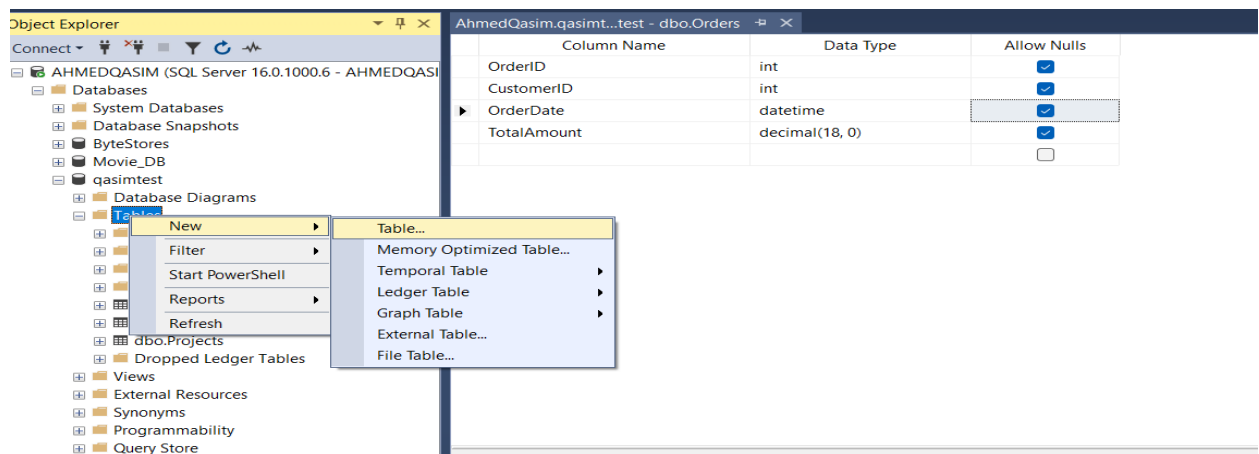 Object Explorer
Connect
AHMEDQASIM (SQL Server 16.0.1000.6 - AHMEDQASI
Databases
System Databases
Database Snapshots
ByteStores
Movie_DB
qasimtest
Database Diagrams
Tables
New
Filter
Start PowerShell
Reports
Refresh
Table...
Memory Optimized Table...
Temporal Table
Ledger Table
Graph Table
External Table...
File Table...
dbo.Projects
Dropped Ledger Tables
Views
External Resources
Synonyms
Programmability
Query Store
AhmedQasim.qasimt...test - dbo.Orders
Column Name Data Type Allow Nulls
OrderID int
CustomerID int
OrderDate datetime
TotalAmount decimal(18, 0)